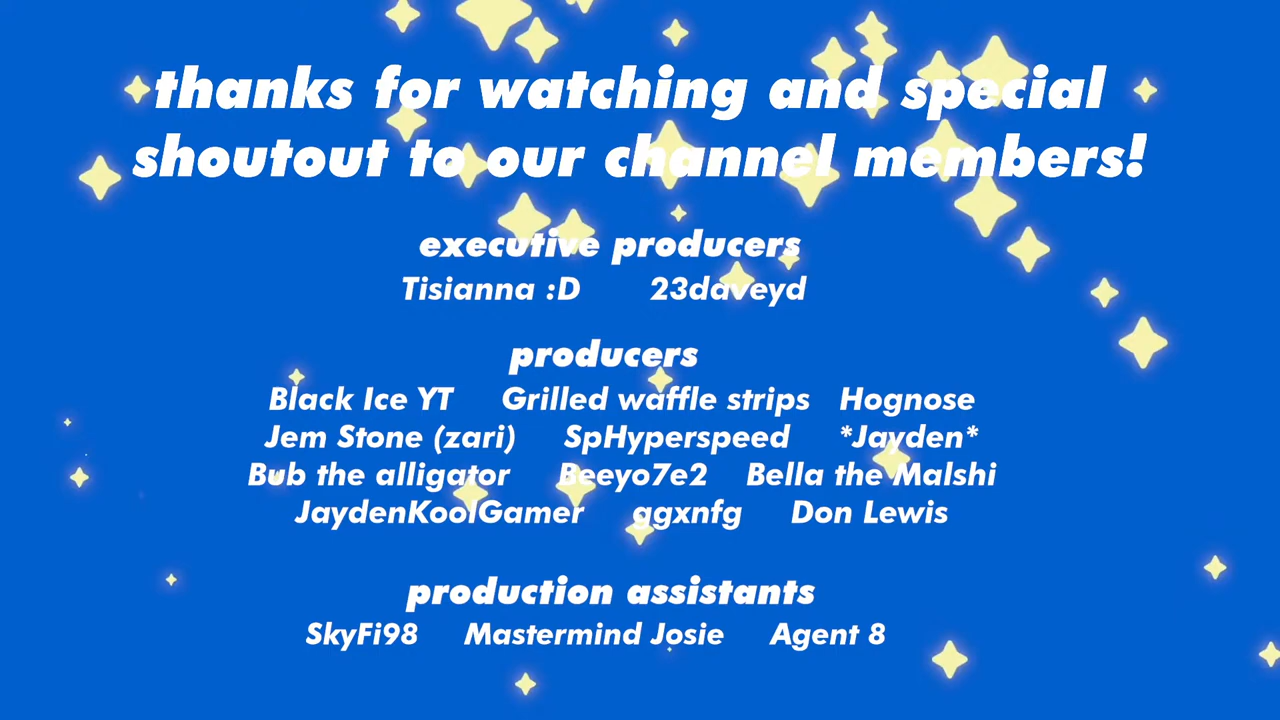 thanks for watching and special
shoutout to our channel members!
executive producers
Tisianna :D 23daveyd
producers
Black Ice YT Grilled waffle strips Hognose
Jem Stone (zari) SpHyperspeed *Jayden*
Bub the alligator Beeyo7e2 Bella the Malshi
JaydenKoolGamer ggxnfg Don Lewis
production assistants
SkyFi98 Mastermind Josie Agent 8